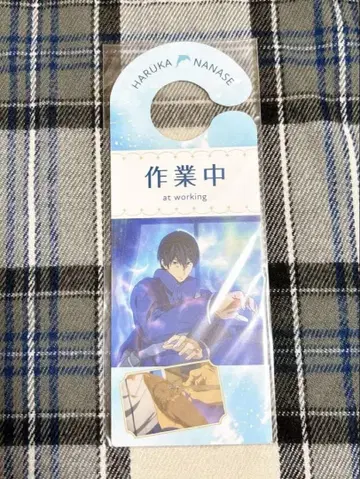 HARUKA NANASE
作業中
at working